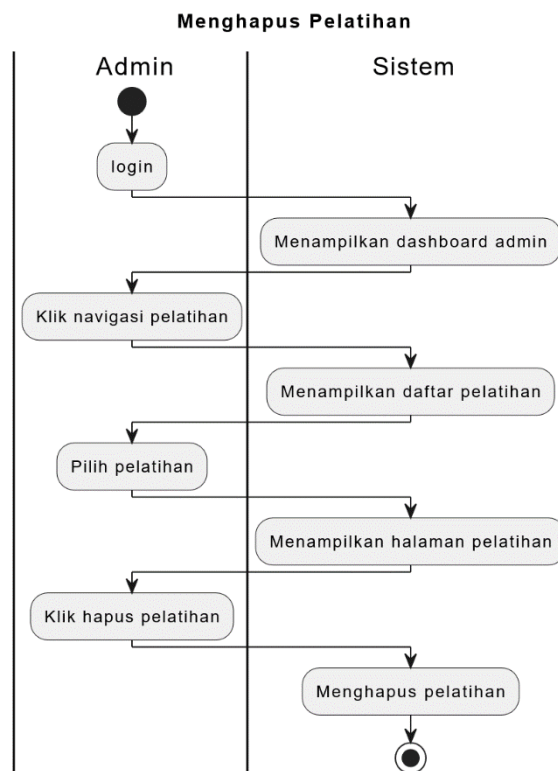 Menghapus Pelatihan
Admin
Sistem
login
Menampilkan dashboard admin
Klik navigasi pelatihan
Menampilkan daftar pelatihan
Pilih pelatihan
Menampilkan halaman pelatihan
Klik hapus pelatihan
Menghapus pelatihan